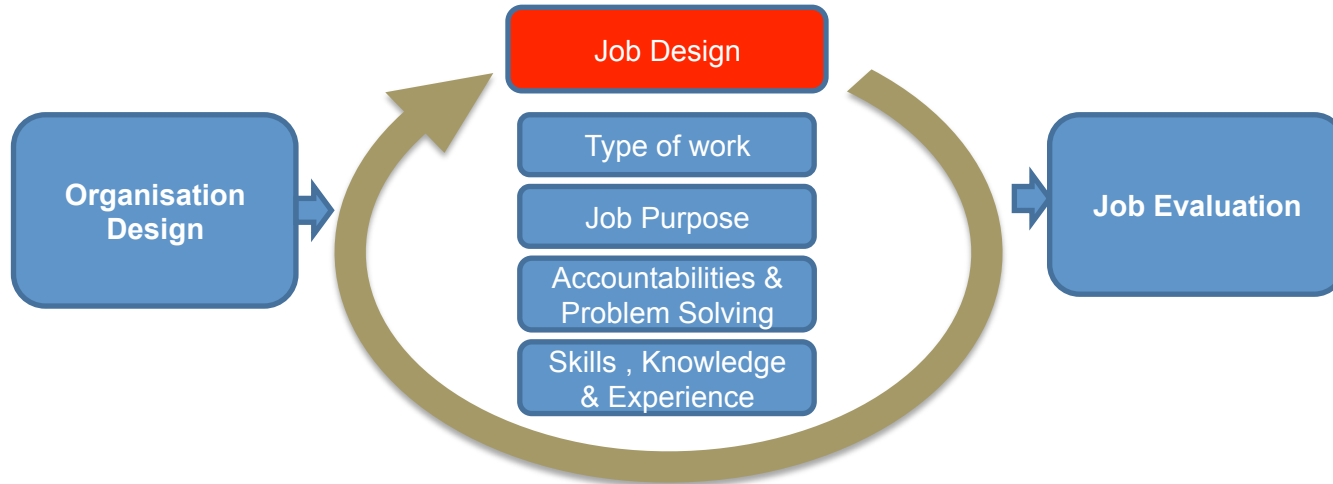 Job Design
Organisation
Design
Type of work
Job Purpose
Accountabilities &
Problem Solving
Skills , Knowledge
& Experience
Job Evaluation